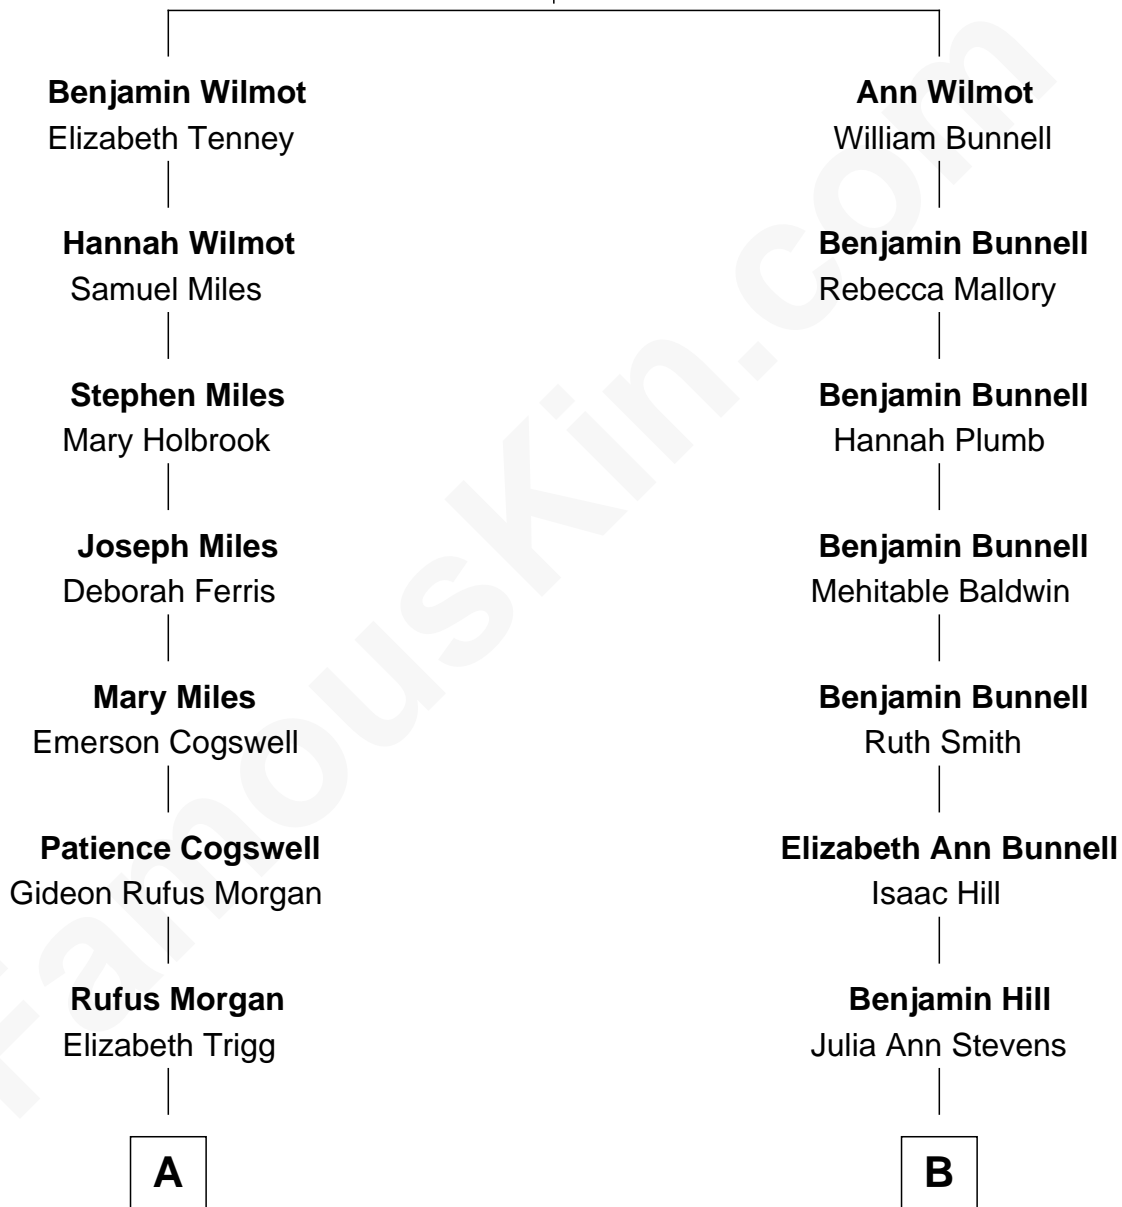 Benjamin Wilmot
Elizabeth Tenney
Hannah Wilmot
Samuel Miles
Stephen Miles
Mary Holbrook
Joseph Miles
Deborah Ferris
Mary Miles
Emerson Cogswell
Patience Cogswell
Gideon Rufus Morgan
Rufus Morgan
Elizabeth Trigg
A
Ann Wilmot
William Bunnell
Benjamin Bunnell
Rebecca Mallory
Benjamin Bunnell
Hannah Plumb
Benjamin Bunnell
Mehitable Baldwin
Benjamin Bunnell
Ruth Smith
Elizabeth Ann Bunnell
Isaac Hill
Benjamin Hill
Julia Ann Stevens
B
FamousKin.com